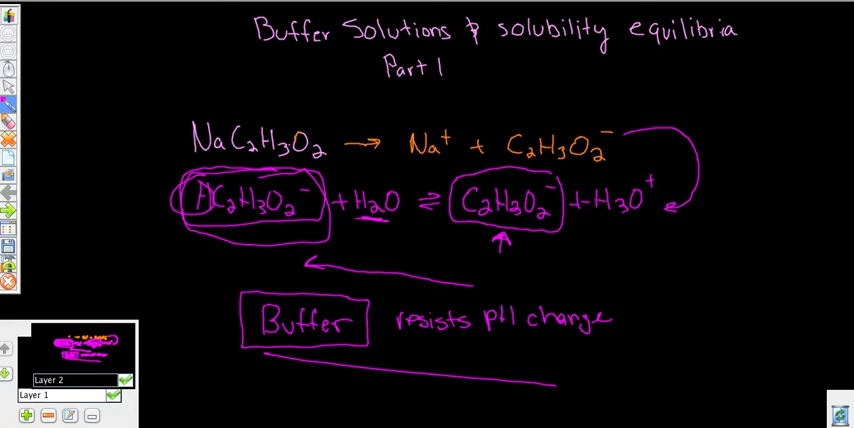 Buffer Solutions & solubility equilibria
Part 1
NaC₂H₃O₂ → Na⁺ + C₂H₃O₂⁻
HC₂H₃O₂⁻ + H₂O ⇌ C₂H₃O₂⁻ + H₃O⁺
Buffer resists pH change
Layer 2
Layer 1